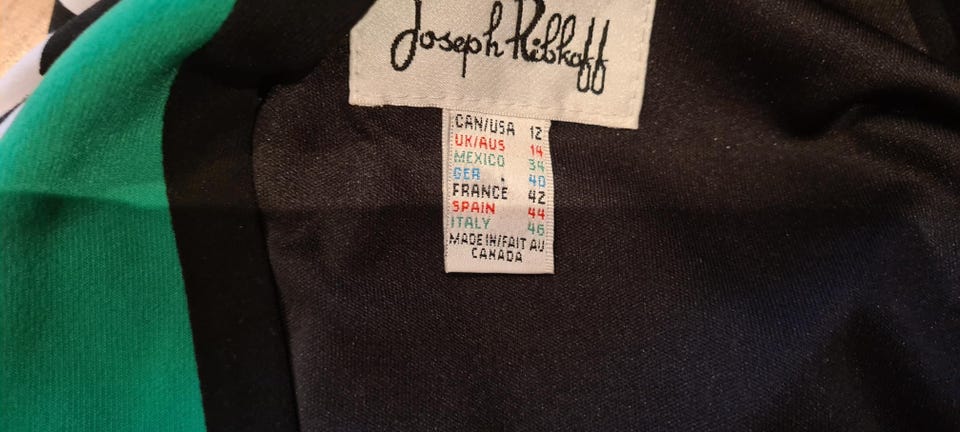 Joseph Ribkoff
CAN/USA 12
UK/AUS 14
MEXICO 34
GER 40
FRANCE 42
SPAIN 44
ITALY 46
MADE IN/FAIT AU
CANADA